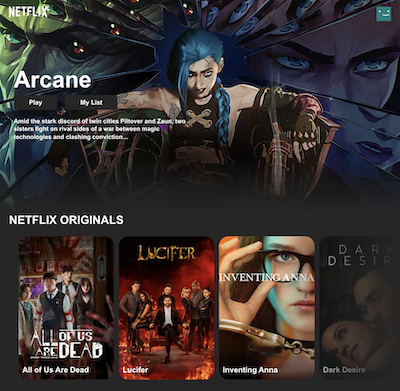 NETFLIX
Arcane
Play
My List
Amid the stark discord of twin cities Piltover and Zaun, two
sisters fight on rival sides of a war between magic
technologies and clashing conviction...
NETFLIX ORIGINALS
ALL OF US
ARE DEAD
All of Us Are Dead
LUCIFER
Lucifer
INVENTING ANNA
Inventing Anna
DARK
DESIR
Dark Desire